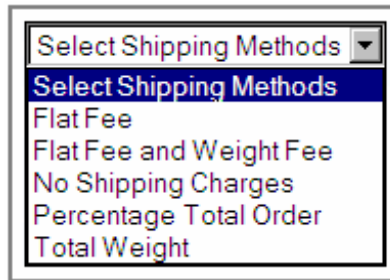 Select Shipping Methods
Select Shipping Methods
Flat Fee
Flat Fee and Weight Fee
No Shipping Charges
Percentage Total Order
Total Weight